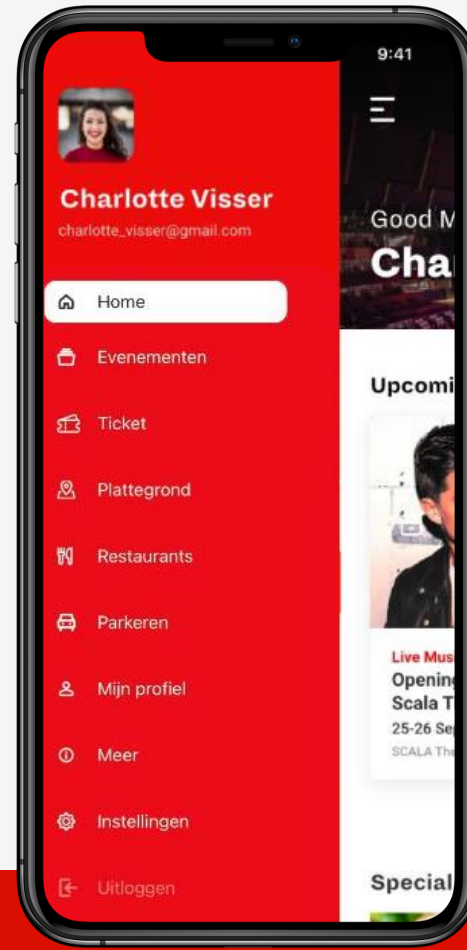 9:41
Charlotte Visser
charlotte_visser@gmail.com
Home
Evenementen
Ticket
Plattegrond
Restaurants
Parkeren
Mijn profiel
Meer
Instellingen
Uitloggen
Good M
Cha
Upcomi
Live Mus
Opening
Scala T
25-26 Se
SCALA The
Special